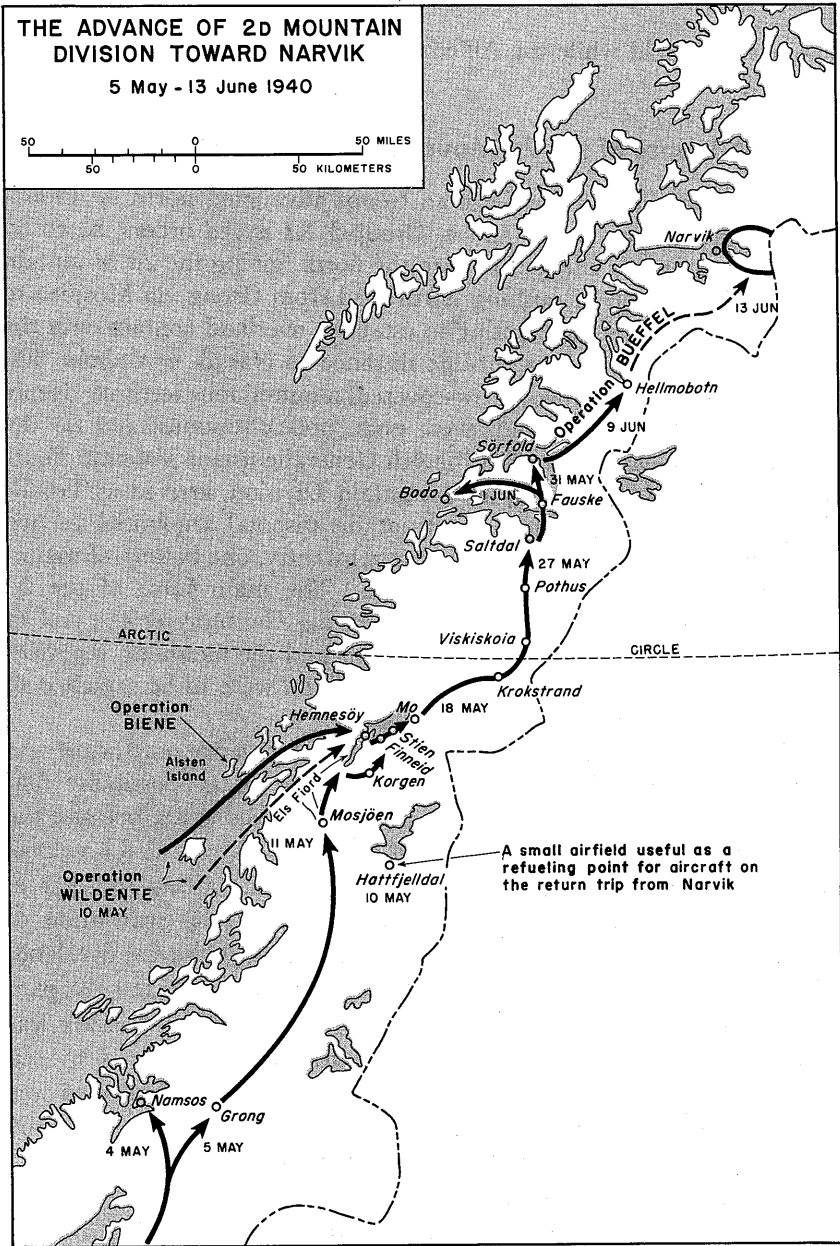 THE ADVANCE OF 2D MOUNTAIN
DIVISION TOWARD NARVIK
5 May - 13 June 1940
50 0 50 MILES
50 0 50 KILOMETERS
Narvik
13 JUN
Operation BUEFFEL
Hellmobotn
9 JUN
Sörfold
31 MAY
Bodo
1 JUN
Fauske
Saltdal
27 MAY
Pothus
ARCTIC
Viskiskoia
CIRCLE
Krokstrand
Mo
18 MAY
Operation
BIENE
Hemnesöy
Stien
Finneid
Alsten
Island
Korgen
Els Fiord
Mosjöen
11 MAY
A small airfield useful as a
refueling point for aircraft on
the return trip from Narvik
Hattfjelldal
10 MAY
Operation
WILDENTE
10 MAY
Namsos
Grong
4 MAY
5 MAY